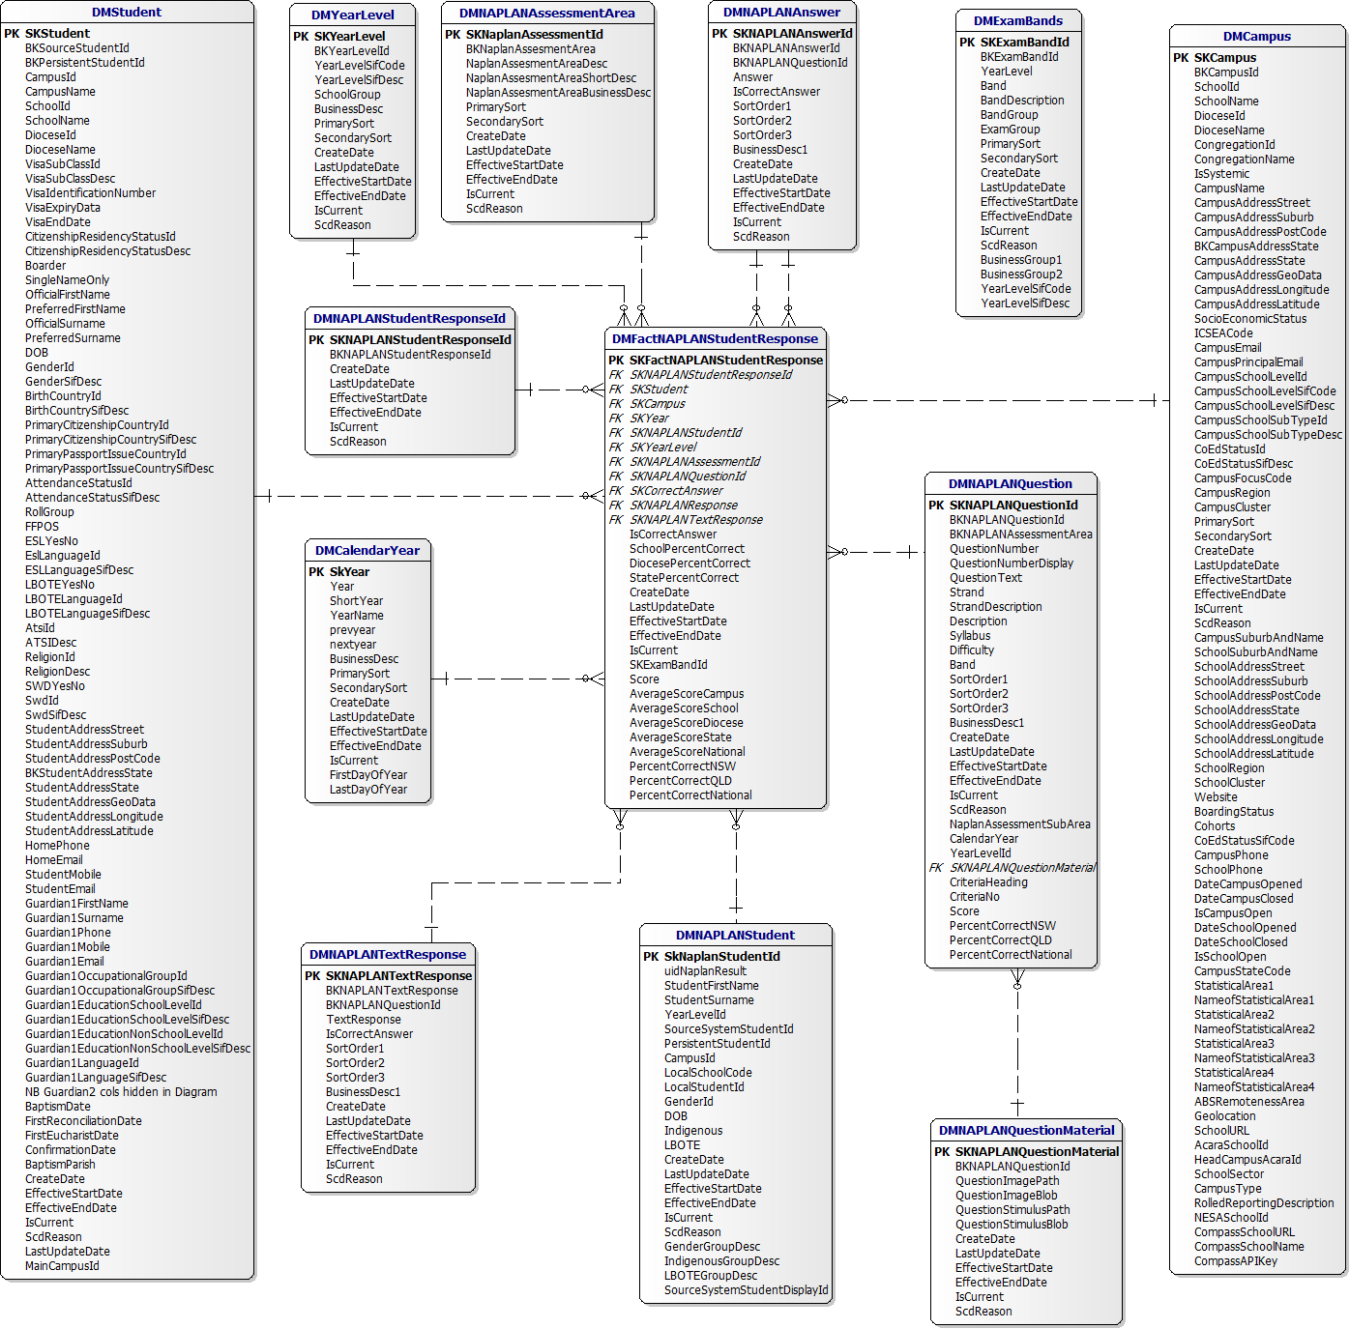 DMStudent
PK SKStudent
BKSourceStudentId
BKPersistentStudentId
CampusId
CampusName
SchoolId
SchoolName
DioceseId
DioceseName
VisaSubClassId
VisaSubClassDesc
VisaIdentificationNumber
VisaExpiryData
VisaEndDate
CitizenshipResidencyStatusId
CitizenshipResidencyStatusDesc
Boarder
SingleNameOnly
OfficialFirstName
PreferredFirstName
OfficialSurname
PreferredSurname
DOB
GenderId
GenderSifDesc
BirthCountryId
BirthCountrySifDesc
PrimaryCitizenshipCountryId
PrimaryCitizenshipCountrySifDesc
PrimaryPassportIssueCountryId
PrimaryPassportIssueCountrySifDesc
AttendanceStatusId
AttendanceStatusSifDesc
RollGroup
FFPOS
ESLYesNo
EslLanguageId
ESLLanguageSifDesc
LBOTEYesNo
LBOTELanguageId
LBOTELanguageSifDesc
AtsiId
ATSIDesc
ReligionId
ReligionDesc
SWDYesNo
SwdId
SwdSifDesc
StudentAddressStreet
StudentAddressSuburb
StudentAddressPostCode
BKStudentAddressState
StudentAddressState
StudentAddressGeoData
StudentAddressLongitude
StudentAddressLatitude
HomePhone
HomeEmail
StudentMobile
StudentEmail
Guardian1FirstName
Guardian1Surname
Guardian1Phone
Guardian1Mobile
Guardian1Email
Guardian1OccupationalGroupId
Guardian1OccupationalGroupSifDesc
Guardian1EducationSchoolLevelId
Guardian1EducationSchoolLevelSifDesc
Guardian1EducationNonSchoolLevelId
Guardian1EducationNonSchoolLevelSifDesc
Guardian1LanguageId
Guardian1LanguageSifDesc
NB Guardian2 cols hidden in Diagram
BaptismDate
FirstReconciliationDate
FirstEucharistDate
ConfirmationDate
BaptismParish
CreateDate
EffectiveStartDate
EffectiveEndDate
IsCurrent
ScdReason
LastUpdateDate
MainCampusId
DMYearLevel
PK SKYearLevel
BKYearLevelId
YearLevelSifCode
YearLevelSifDesc
SchoolGroup
BusinessDesc
PrimarySort
SecondarySort
CreateDate
LastUpdateDate
EffectiveStartDate
EffectiveEndDate
IsCurrent
ScdReason
DMNAPLANAssessmentArea
PK SKNaplanAssessmentId
BKNaplanAssesmentArea
NaplanAssesmentAreaDesc
NaplanAssesmentAreaShortDesc
NaplanAssesmentAreaBusinessDesc
PrimarySort
SecondarySort
CreateDate
LastUpdateDate
EffectiveStartDate
EffectiveEndDate
IsCurrent
ScdReason
DMNAPLANAnswer
PK SKNAPLANAnswerId
BKNAPLANAnswerId
BKNAPLANQuestionId
Answer
IsCorrectAnswer
SortOrder1
SortOrder2
SortOrder3
BusinessDesc1
CreateDate
LastUpdateDate
EffectiveStartDate
EffectiveEndDate
IsCurrent
ScdReason
DMExamBands
PK SKExamBandId
BKExamBandId
YearLevel
Band
BandDescription
BandGroup
ExamGroup
PrimarySort
SecondarySort
CreateDate
LastUpdateDate
EffectiveStartDate
EffectiveEndDate
IsCurrent
ScdReason
BusinessGroup1
BusinessGroup2
YearLevelSifCode
YearLevelSifDesc
DMCampus
PK SKCampus
BKCampusId
SchoolId
SchoolName
DioceseId
DioceseName
CongregationId
CongregationName
IsSystemic
CampusName
CampusAddressStreet
CampusAddressSuburb
CampusAddressPostCode
BKCampusAddressState
CampusAddressState
CampusAddressGeoData
CampusAddressLongitude
CampusAddressLatitude
SocioEconomicStatus
ICSEACode
CampusEmail
CampusPrincipalEmail
CampusSchoolLevelId
CampusSchoolLevelSifCode
CampusSchoolLevelSifDesc
CampusSchoolSubTypeId
CampusSchoolSubTypeDesc
CoEdStatusId
CoEdStatusSifDesc
CampusFocusCode
CampusRegion
CampusCluster
PrimarySort
SecondarySort
CreateDate
LastUpdateDate
EffectiveStartDate
EffectiveEndDate
IsCurrent
ScdReason
CampusSuburbAndName
SchoolSuburbAndName
SchoolAddressStreet
SchoolAddressSuburb
SchoolAddressPostCode
SchoolAddressState
SchoolAddressGeoData
SchoolAddressLongitude
SchoolAddressLatitude
SchoolRegion
SchoolCluster
Website
BoardingStatus
Cohorts
CoEdStatusSifCode
CampusPhone
SchoolPhone
DateCampusOpened
DateCampusClosed
IsCampusOpen
DateSchoolOpened
DateSchoolClosed
IsSchoolOpen
CampusStateCode
StatisticalArea1
NameofStatisticalArea1
StatisticalArea2
NameofStatisticalArea2
StatisticalArea3
NameofStatisticalArea3
StatisticalArea4
NameofStatisticalArea4
ABSRemotenessArea
Geolocation
SchoolURL
AcaraSchoolId
HeadCampusAcaraId
SchoolSector
CampusType
RolledReportingDescription
NESASchoolId
CompassSchoolURL
CompassSchoolName
CompassAPIKey
DMNAPLANStudentResponseId
PK SKNAPLANStudentResponseId
BKNAPLANStudentResponseId
CreateDate
LastUpdateDate
EffectiveStartDate
EffectiveEndDate
IsCurrent
ScdReason
DMFactNAPLANStudentResponse
PK SKFactNAPLANStudentResponse
FK SKNAPLANStudentResponseId
FK SKStudent
FK SKCampus
FK SKYear
FK SKNAPLANStudentId
FK SKYearLevel
FK SKNAPLANAssessmentId
FK SKNAPLANQuestionId
FK SKCorrectAnswer
FK SKNAPLANResponse
FK SKNAPLANTextResponse
IsCorrectAnswer
SchoolPercentCorrect
DiocesePercentCorrect
StatePercentCorrect
CreateDate
LastUpdateDate
EffectiveStartDate
EffectiveEndDate
IsCurrent
SKExamBandId
Score
AverageScoreCampus
AverageScoreSchool
AverageScoreDiocese
AverageScoreState
AverageScoreNational
PercentCorrectNSW
PercentCorrectQLD
PercentCorrectNational
DMCalendarYear
PK SkYear
Year
ShortYear
YearName
prevyear
nextyear
BusinessDesc
PrimarySort
SecondarySort
CreateDate
LastUpdateDate
EffectiveStartDate
EffectiveEndDate
IsCurrent
FirstDayOfYear
LastDayOfYear
DMNAPLANQuestion
PK SKNAPLANQuestionId
BKNAPLANQuestionId
BKNAPLANAssessmentArea
QuestionNumber
QuestionNumberDisplay
QuestionText
Strand
StrandDescription
Description
Syllabus
Difficulty
Band
SortOrder1
SortOrder2
SortOrder3
BusinessDesc1
CreateDate
LastUpdateDate
EffectiveStartDate
EffectiveEndDate
IsCurrent
ScdReason
NaplanAssessmentSubArea
CalendarYear
YearLevelId
FK SKNAPLANQuestionMaterial
CriteriaHeading
CriteriaNo
Score
PercentCorrectNSW
PercentCorrectQLD
PercentCorrectNational
DMNAPLANTextResponse
PK SKNAPLANTextResponse
BKNAPLANTextResponse
BKNAPLANQuestionId
TextResponse
IsCorrectAnswer
SortOrder1
SortOrder2
SortOrder3
BusinessDesc1
CreateDate
LastUpdateDate
EffectiveStartDate
EffectiveEndDate
IsCurrent
ScdReason
DMNAPLANStudent
PK SkNaplanStudentId
uidNaplanResult
StudentFirstName
StudentSurname
YearLevelId
SourceSystemStudentId
PersistentStudentId
CampusId
LocalSchoolCode
LocalStudentId
GenderId
DOB
Indigenous
LBOTE
CreateDate
LastUpdateDate
EffectiveStartDate
EffectiveEndDate
IsCurrent
ScdReason
GenderGroupDesc
IndigenousGroupDesc
LBOTEGroupDesc
SourceSystemStudentDisplayId
DMNAPLANQuestionMaterial
PK SKNAPLANQuestionMaterial
BKNAPLANQuestionId
QuestionImagePath
QuestionImageBlob
QuestionStimulusPath
QuestionStimulusBlob
CreateDate
LastUpdateDate
EffectiveStartDate
EffectiveEndDate
IsCurrent
ScdReason